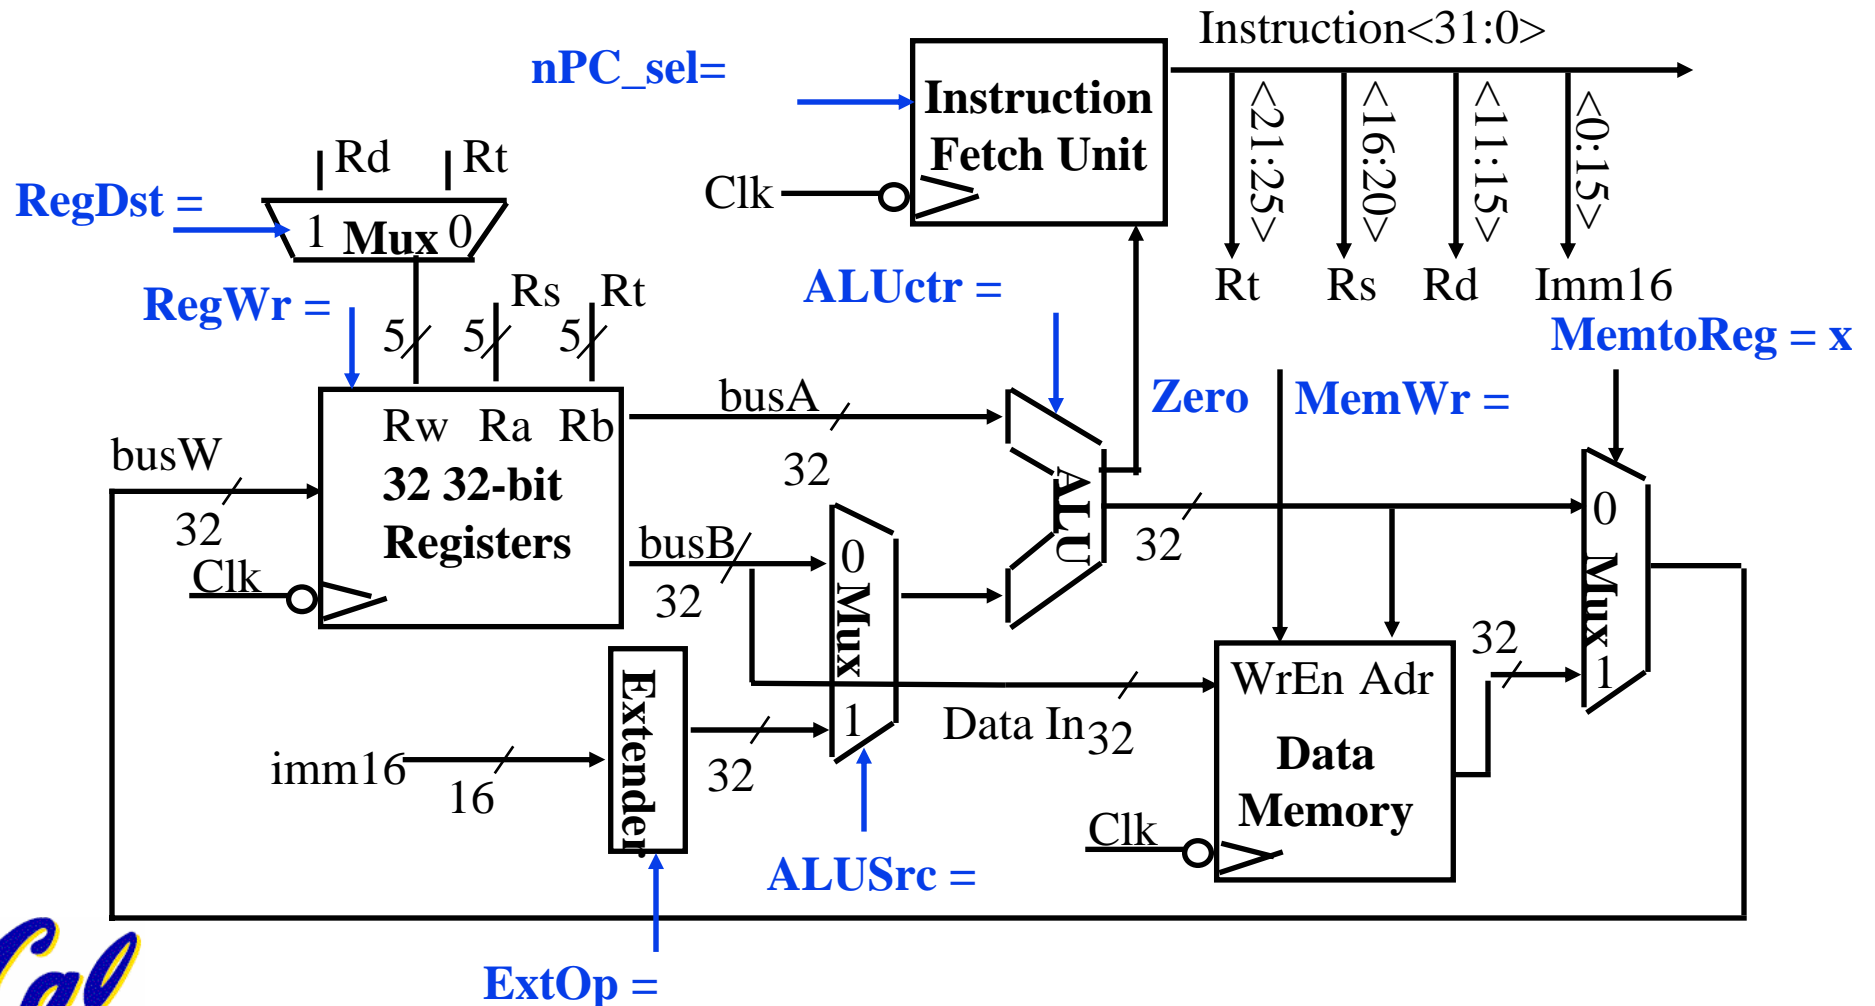 Instruction<31:0>
nPC_sel=
Instruction
Fetch Unit
<21:25>
<16:20>
<11:15>
<0:15>
Rd
Rt
Clk
RegDst =
1
Mux
0
Rt
Rs
Rd
Imm16
ALUctr =
Rs
Rt
RegWr =
MemtoReg = x
5
5
5
busA
Zero
MemWr =
Rw
Ra
Rb
busW
32
32 32-bit
Registers
ALU
32
0
busB
0
32
32
Clk
Mux
Mux
32
32
1
WrEn
Adr
Extender
1
Data In
32
Data
Memory
imm16
16
32
Clk
ALUSrc =
Cal
ExtOp =